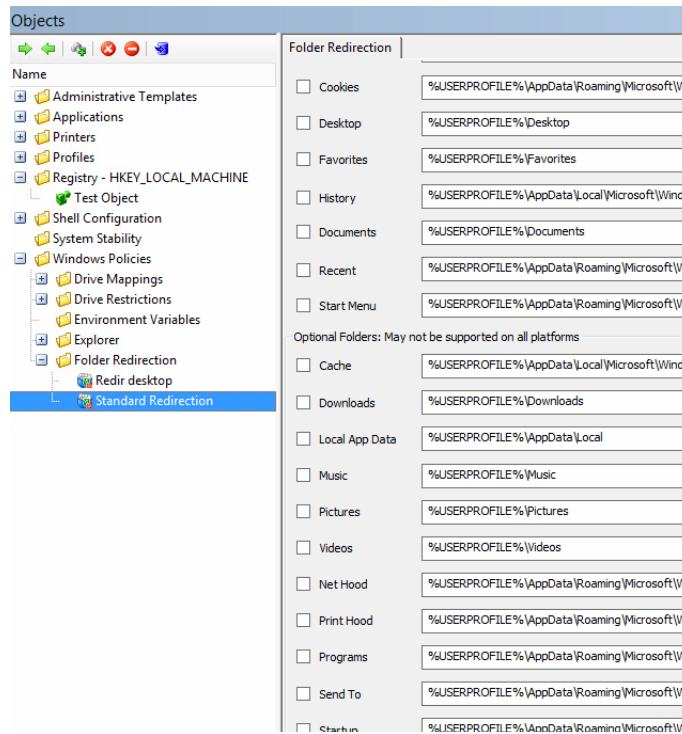 Objects
Name
Administrative Templates
Applications
Printers
Profiles
Registry - HKEY_LOCAL_MACHINE
Test Object
Shell Configuration
System Stability
Windows Policies
Drive Mappings
Drive Restrictions
Environment Variables
Explorer
Folder Redirection
Redir desktop
Standard Redirection
Folder Redirection
Cookies %USERPROFILE%\AppData\Roaming\Microsoft\W
Desktop %USERPROFILE%\Desktop
Favorites %USERPROFILE%\Favorites
History %USERPROFILE%\AppData\Local\Microsoft\Wind
Documents %USERPROFILE%\Documents
Recent %USERPROFILE%\AppData\Roaming\Microsoft\W
Start Menu %USERPROFILE%\AppData\Roaming\Microsoft\W
Optional Folders: May not be supported on all platforms
Cache %USERPROFILE%\AppData\Local\Microsoft\Wind
Downloads %USERPROFILE%\Downloads
Local App Data %USERPROFILE%\AppData\Local
Music %USERPROFILE%\Music
Pictures %USERPROFILE%\Pictures
Videos %USERPROFILE%\Videos
Net Hood %USERPROFILE%\AppData\Roaming\Microsoft\W
Print Hood %USERPROFILE%\AppData\Roaming\Microsoft\W
Programs %USERPROFILE%\AppData\Roaming\Microsoft\W
Send To %USERPROFILE%\AppData\Roaming\Microsoft\W
Startup %USERPROFILE%\AppData\Roaming\Microsoft\W